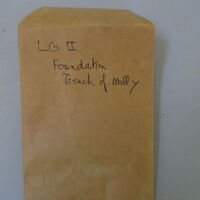 LG II
Foundation
Trench of Wall y